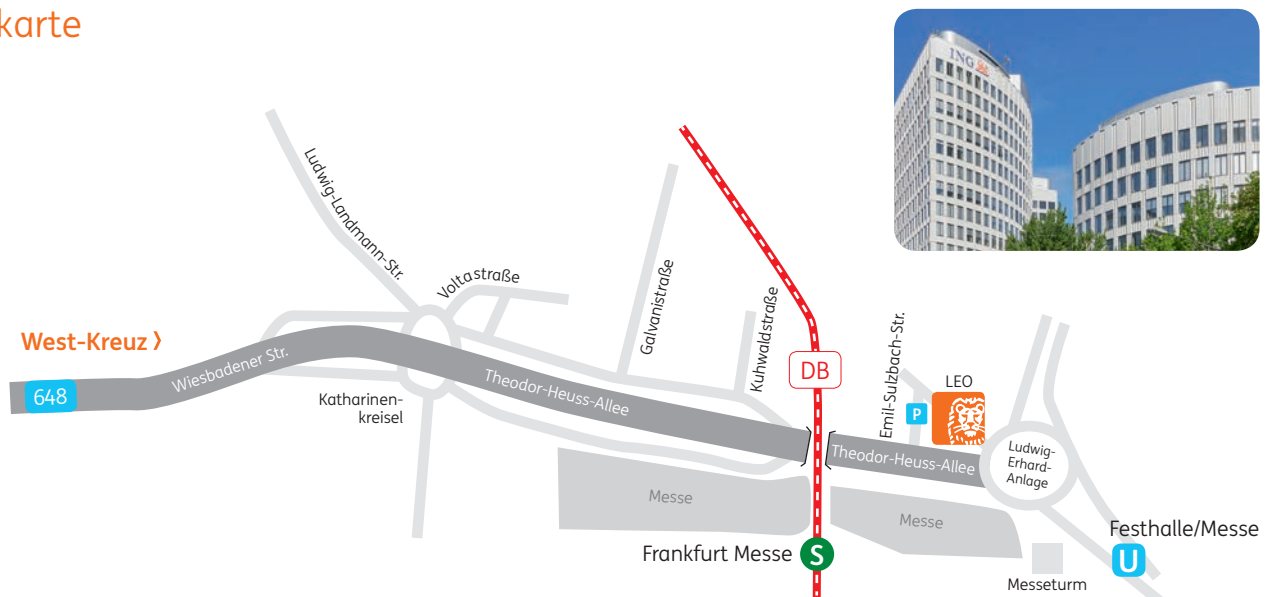 karte
ING
Ludwig-Landmann-Str.
Voltastraße
Galvanistraße
Kuhwaldstraße
DB
Emil-Sulzbach-Str.
LEO
P
West-Kreuz ⟩
648
Wiesbadener Str.
Katharinen-
kreisel
Theodor-Heuss-Allee
Theodor-Heuss-Allee
Ludwig-
Erhard-
Anlage
Messe
Messe
Frankfurt Messe S
Festhalle/Messe
U
Messeturm